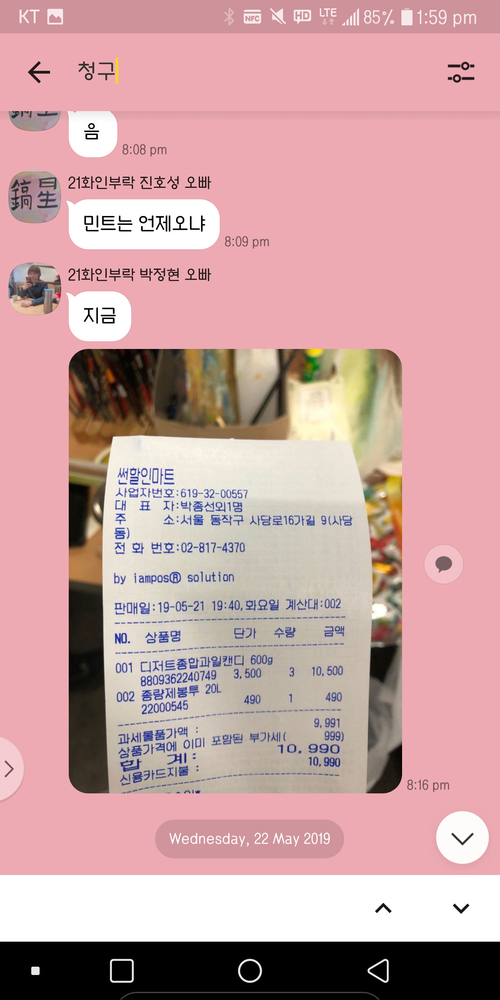 KT NFC HD LTE 85% 1:59 pm
청구
음
8:08 pm
21화인부락 진호성 오빠
민트는 언제오냐
8:09 pm
21화인부락 박정현 오빠
지금
썬할인마트
사업자번호:619-32-00557
대 표 자:박종선외1명
주 소:서울 동작구 사당로16가길 9(사당
동)
전 화 번호:02-817-4370
by iampos® solution
판매일:19-05-21 19:40,화요일 계산대:002
NO. 상품명 단가 수량 금액
001 디저트종합과일캔디 600g
8809362240749 3,500 3 10,500
002 종량제봉투 20L
22000545 490 1 490
과세물품가액 : 9,991
상품가격에 이미 포함된 부가세( 999)
합 계: 10,990
신용카드지불 : 10,990
8:16 pm
Wednesday, 22 May 2019